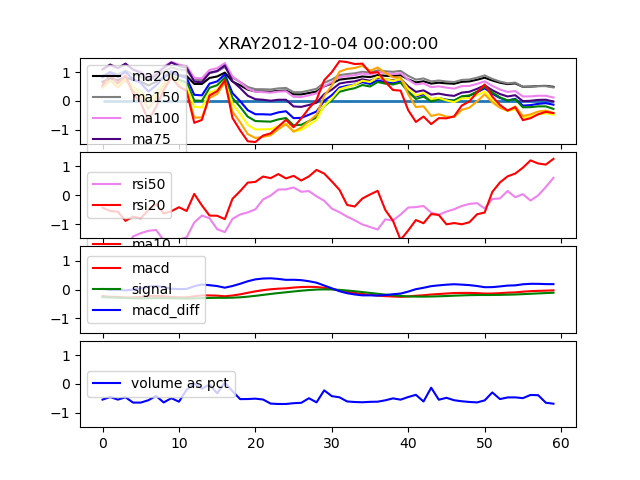 XRAY2012-10-04 00:00:00
1
0
−1
ma200
ma150
ma100
ma75
1
0
−1
rsi50
rsi20
ma10
1
0
−1
macd
signal
macd_diff
1
0
−1
volume as pct
0 10 20 30 40 50 60